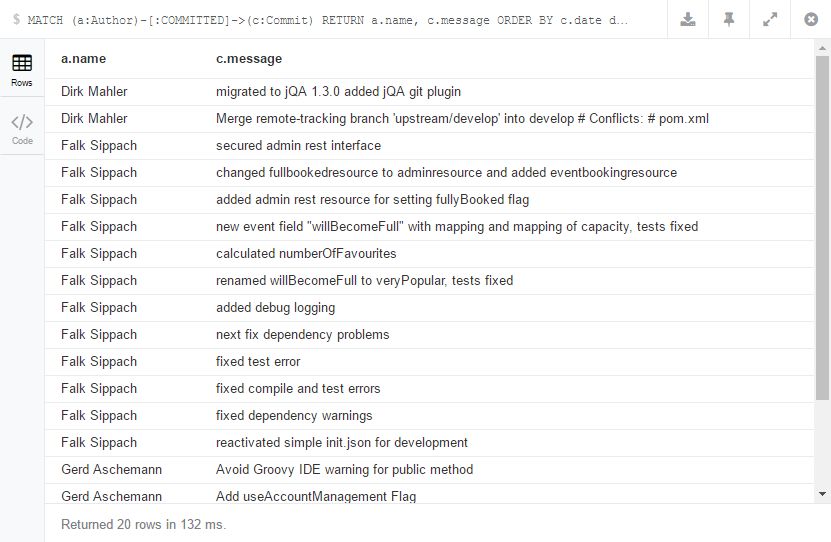 $ MATCH (a:Author)-[:COMMITTED]->(c:Commit) RETURN a.name, c.message ORDER BY c.date d…
Rows
Code
a.name c.message
Dirk Mahler migrated to jQA 1.3.0 added jQA git plugin
Dirk Mahler Merge remote-tracking branch 'upstream/develop' into develop # Conflicts: # pom.xml
Falk Sippach secured admin rest interface
Falk Sippach changed fullbookedresource to adminresource and added eventbookingresource
Falk Sippach added admin rest resource for setting fullyBooked flag
Falk Sippach new event field "willBecomeFull" with mapping and mapping of capacity, tests fixed
Falk Sippach calculated numberOfFavourites
Falk Sippach renamed willBecomeFull to veryPopular, tests fixed
Falk Sippach added debug logging
Falk Sippach next fix dependency problems
Falk Sippach fixed test error
Falk Sippach fixed compile and test errors
Falk Sippach fixed dependency warnings
Falk Sippach reactivated simple init.json for development
Gerd Aschemann Avoid Groovy IDE warning for public method
Gerd Aschemann Add useAccountManagement Flag
Returned 20 rows in 132 ms.